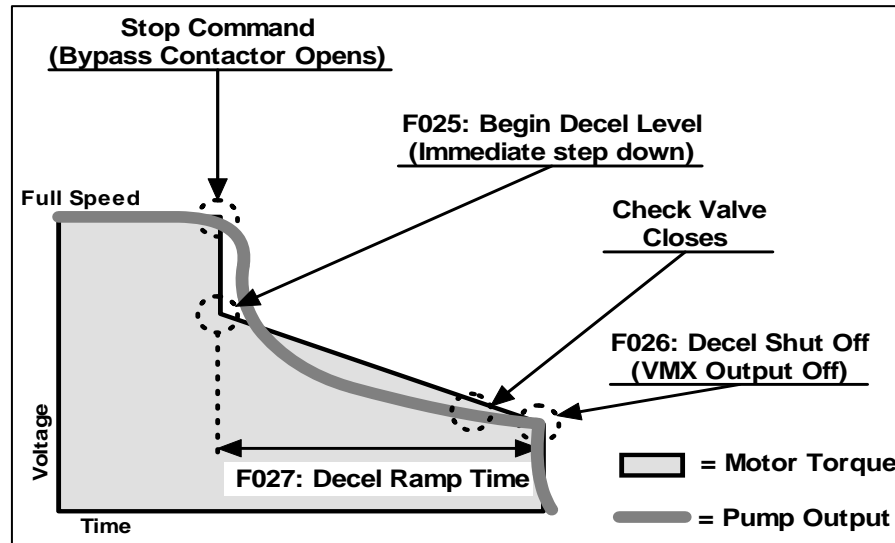 Stop Command
(Bypass Contactor Opens)
F025: Begin Decel Level
(Immediate step down)
Full Speed
Check Valve
Closes
F026: Decel Shut Off
(VMX Output Off)
Voltage
F027: Decel Ramp Time
= Motor Torque
= Pump Output
Time